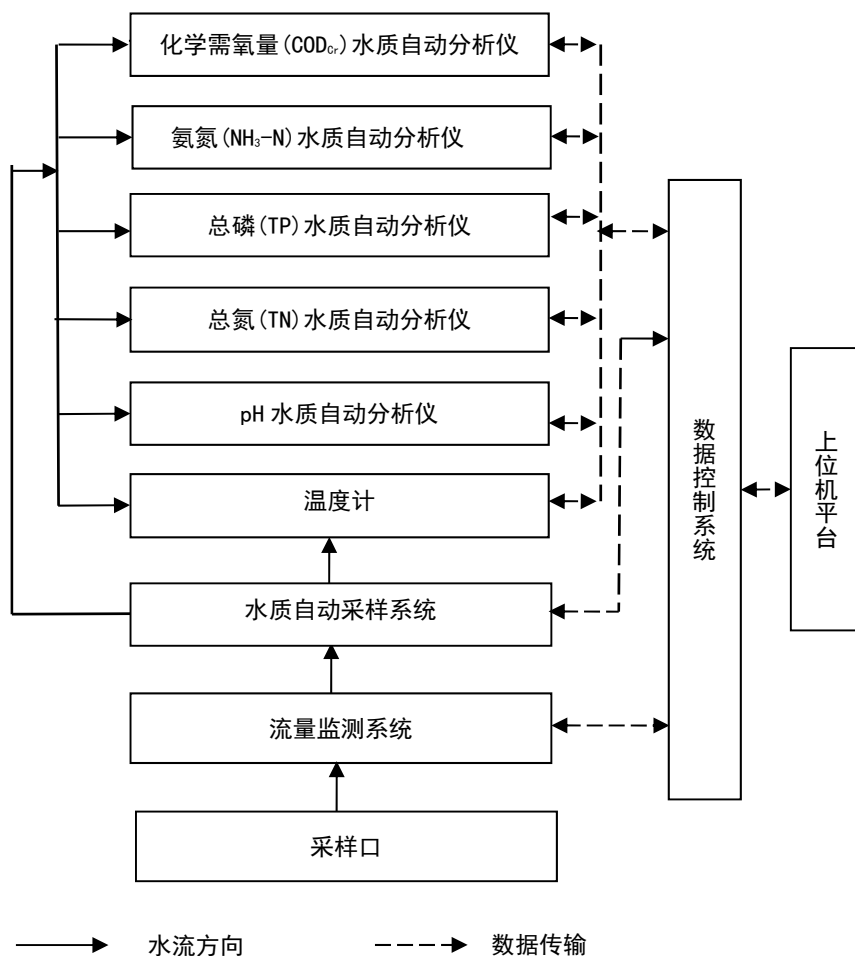 化学需氧量(CODCr)水质自动分析仪
氨氮(NH₃-N)水质自动分析仪
总磷(TP)水质自动分析仪
总氮(TN)水质自动分析仪
pH 水质自动分析仪
温度计
水质自动采样系统
流量监测系统
采样口
数据控制系统
上位机平台
水流方向
数据传输